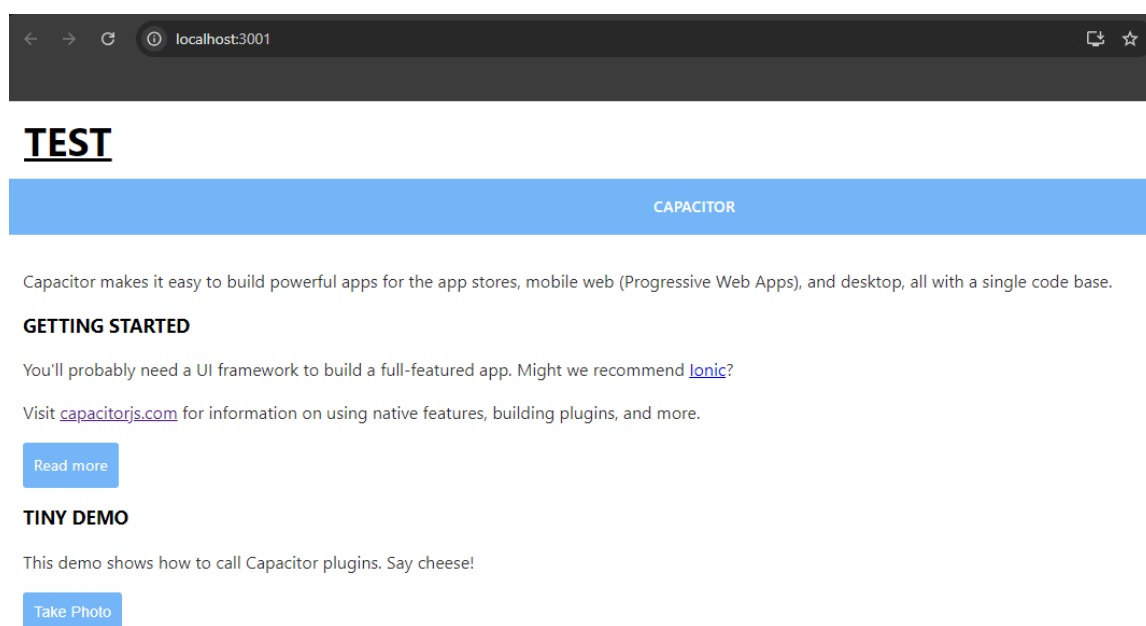 localhost:3001
TEST
CAPACITOR
Capacitor makes it easy to build powerful apps for the app stores, mobile web (Progressive Web Apps), and desktop, all with a single code base.
GETTING STARTED
You'll probably need a UI framework to build a full-featured app. Might we recommend Ionic?
Visit capacitorjs.com for information on using native features, building plugins, and more.
Read more
TINY DEMO
This demo shows how to call Capacitor plugins. Say cheese!
Take Photo